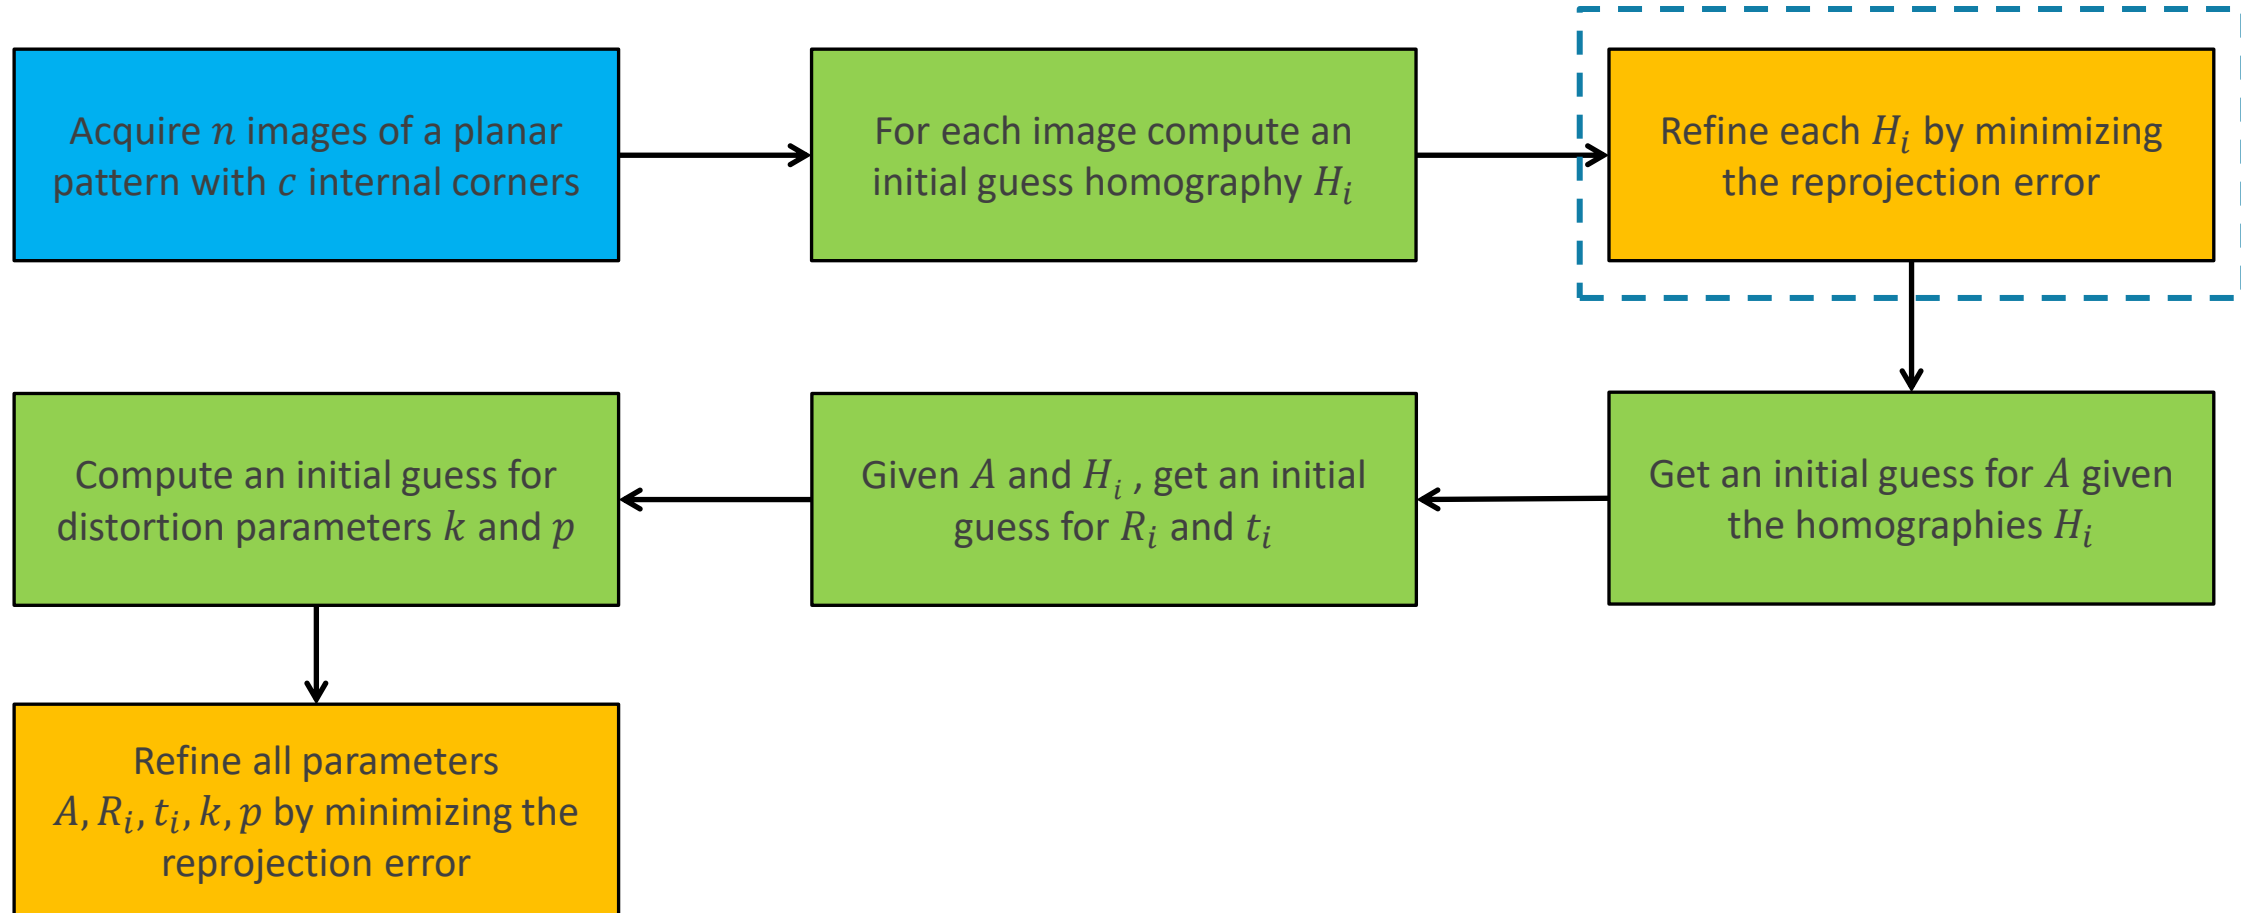 Acquire n images of a planar
pattern with c internal corners
For each image compute an
initial guess homography Hᵢ
Refine each Hᵢ by minimizing
the reprojection error
Compute an initial guess for
distortion parameters k and p
Given A and Hᵢ , get an initial
guess for Rᵢ and tᵢ
Get an initial guess for A given
the homographies Hᵢ
Refine all parameters
A, Rᵢ, tᵢ, k, p by minimizing the
reprojection error